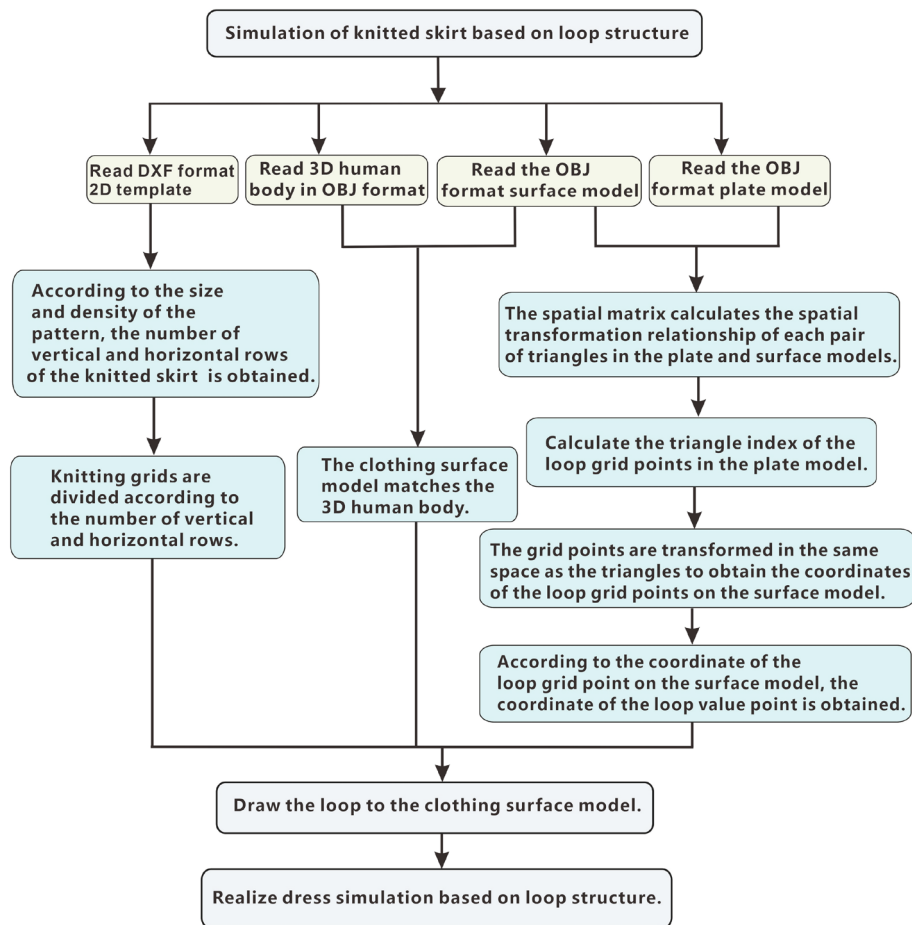 Simulation of knitted skirt based on loop structure
Read DXF format
2D template
Read 3D human
body in OBJ format
Read the OBJ
format surface model
Read the OBJ
format plate model
According to the size
and density of the
pattern, the number of
vertical and horizontal rows
of the knitted skirt is obtained.
The spatial matrix calculates the spatial
transformation relationship of each pair
of triangles in the plate and surface models.
Calculate the triangle index of the
loop grid points in the plate model.
Knitting grids are
divided according to
the number of vertical
and horizontal rows.
The clothing surface
model matches the
3D human body.
The grid points are transformed in the same
space as the triangles to obtain the coordinates
of the loop grid points on the surface model.
According to the coordinate of the
loop grid point on the surface model, the
coordinate of the loop value point is obtained.
Draw the loop to the clothing surface model.
Realize dress simulation based on loop structure.